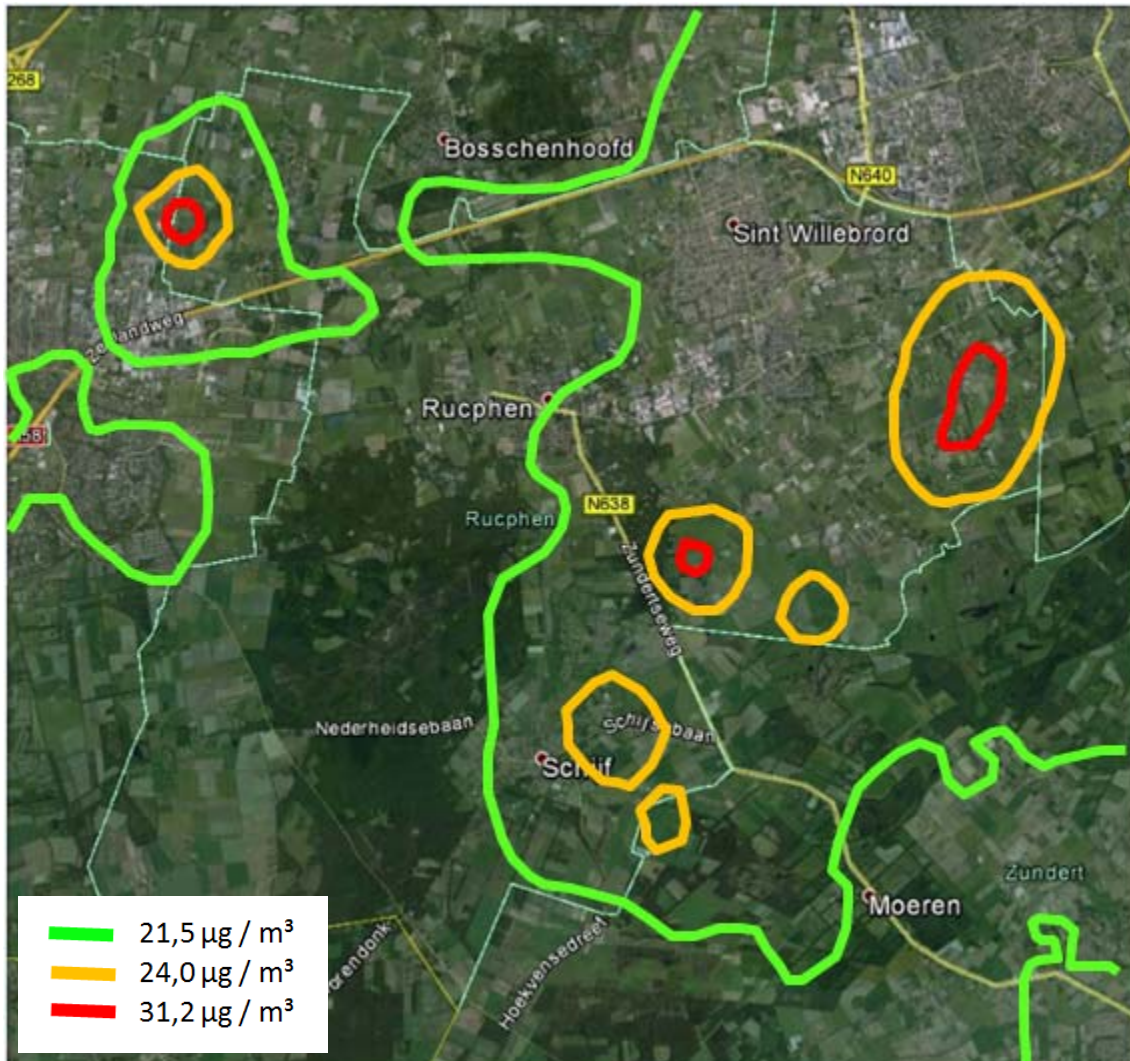 268
Bosschenhoofd
N640
Sint Willebrord
Zeelandweg
Rucphen
58
N638
Rucphen
Zundertseweg
Nederheidsebaan
Schijfsebaan
Schijf
Zundert
Moeren
Hoekvensedreef
21,5 µg / m³
24,0 µg / m³
31,2 µg / m³